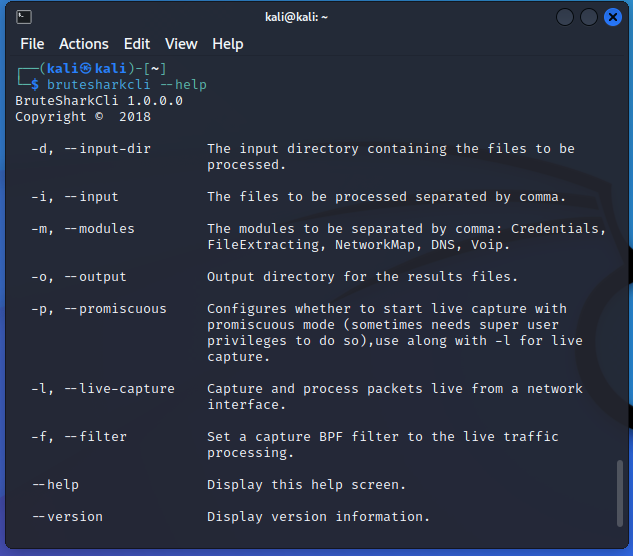 kali@kali: ~
File Actions Edit View Help
┌──(kali㉿kali)-[~]
└─$ brutesharkcli --help
BruteSharkCli 1.0.0.0
Copyright © 2018
-d, --input-dir The input directory containing the files to be
processed.
-i, --input The files to be processed separated by comma.
-m, --modules The modules to be separated by comma: Credentials,
FileExtracting, NetworkMap, DNS, Voip.
-o, --output Output directory for the results files.
-p, --promiscuous Configures whether to start live capture with
promiscuous mode (sometimes needs super user
privileges to do so),use along with -l for live
capture.
-l, --live-capture Capture and process packets live from a network
interface.
-f, --filter Set a capture BPF filter to the live traffic
processing.
--help Display this help screen.
--version Display version information.